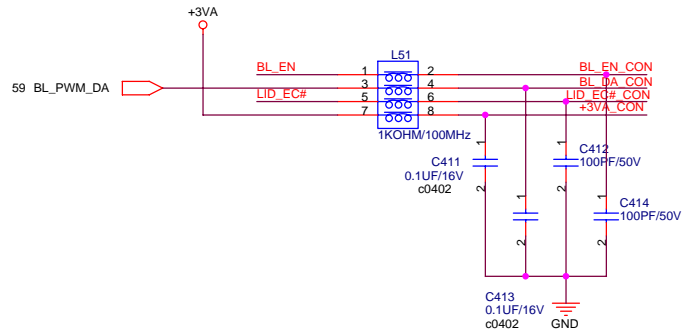 +3VA
L51
BL_EN 1 2 BL_EN_CON
59 BL_PWM_DA 3 4 BL_DA_CON
LID_EC# 5 6 LID_EC#_CON
7 8 +3VA_CON
1KOHM/100MHz
1 1 C412
C411 100PF/50V
0.1UF/16V
c0402 2 2
1 1 C414
100PF/50V
2 2
C413
0.1UF/16V
c0402 GND